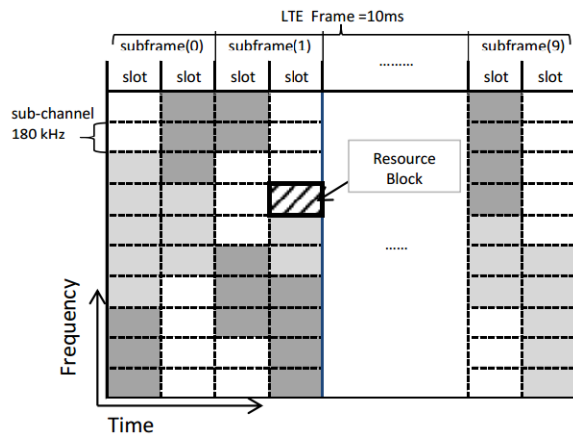 LTE Frame =10ms
subframe(0) subframe(1) ......... subframe(9)
slot slot slot slot slot slot
sub-channel
180 kHz
Resource
Block
......
Frequency
Time